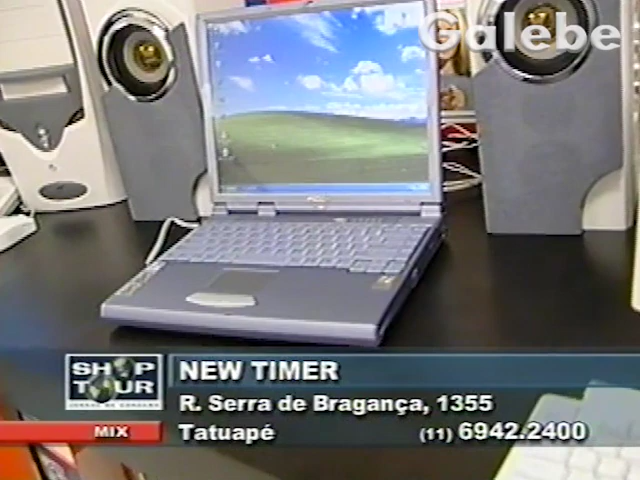 Galebe
SHOP
TOUR
NEW TIMER
R. Serra de Bragança, 1355
MIX
Tatuapé
(11) 6942.2400